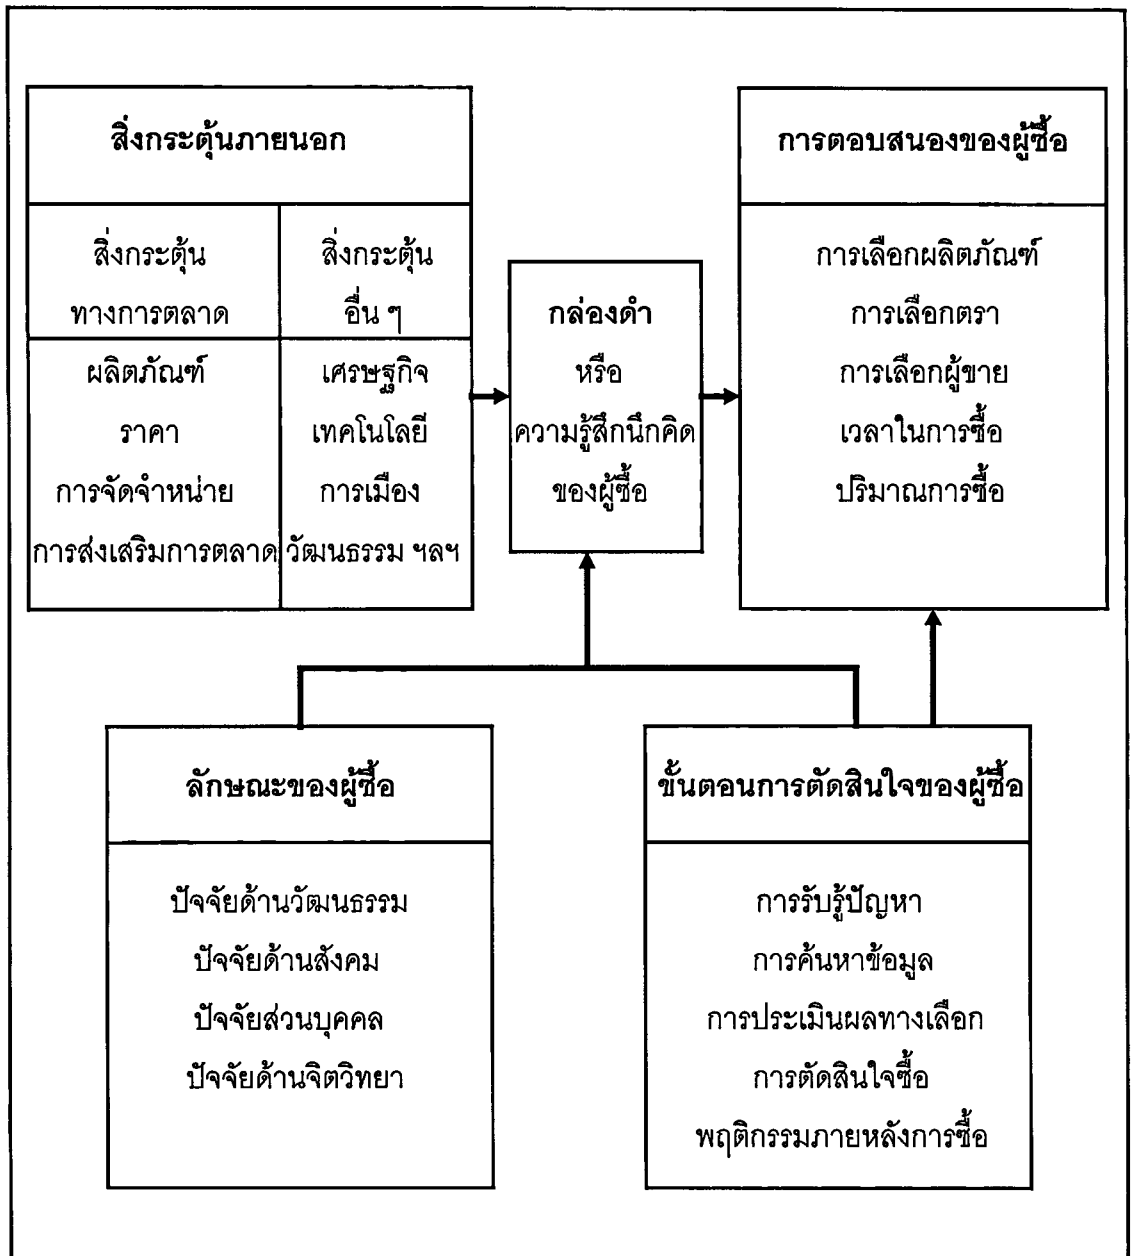 สิ่งกระตุ้นภายนอก
สิ่งกระตุ้น
ทางการตลาด
สิ่งกระตุ้น
อื่น ๆ
ผลิตภัณฑ์
ราคา
การจัดจำหน่าย
การส่งเสริมการตลาด
เศรษฐกิจ
เทคโนโลยี
การเมือง
วัฒนธรรม ฯลฯ
กล่องดำ
หรือ
ความรู้สึกนึกคิด
ของผู้ซื้อ
การตอบสนองของผู้ซื้อ
การเลือกผลิตภัณฑ์
การเลือกตรา
การเลือกผู้ขาย
เวลาในการซื้อ
ปริมาณการซื้อ
ลักษณะของผู้ซื้อ
ปัจจัยด้านวัฒนธรรม
ปัจจัยด้านสังคม
ปัจจัยส่วนบุคคล
ปัจจัยด้านจิตวิทยา
ขั้นตอนการตัดสินใจของผู้ซื้อ
การรับรู้ปัญหา
การค้นหาข้อมูล
การประเมินผลทางเลือก
การตัดสินใจซื้อ
พฤติกรรมภายหลังการซื้อ